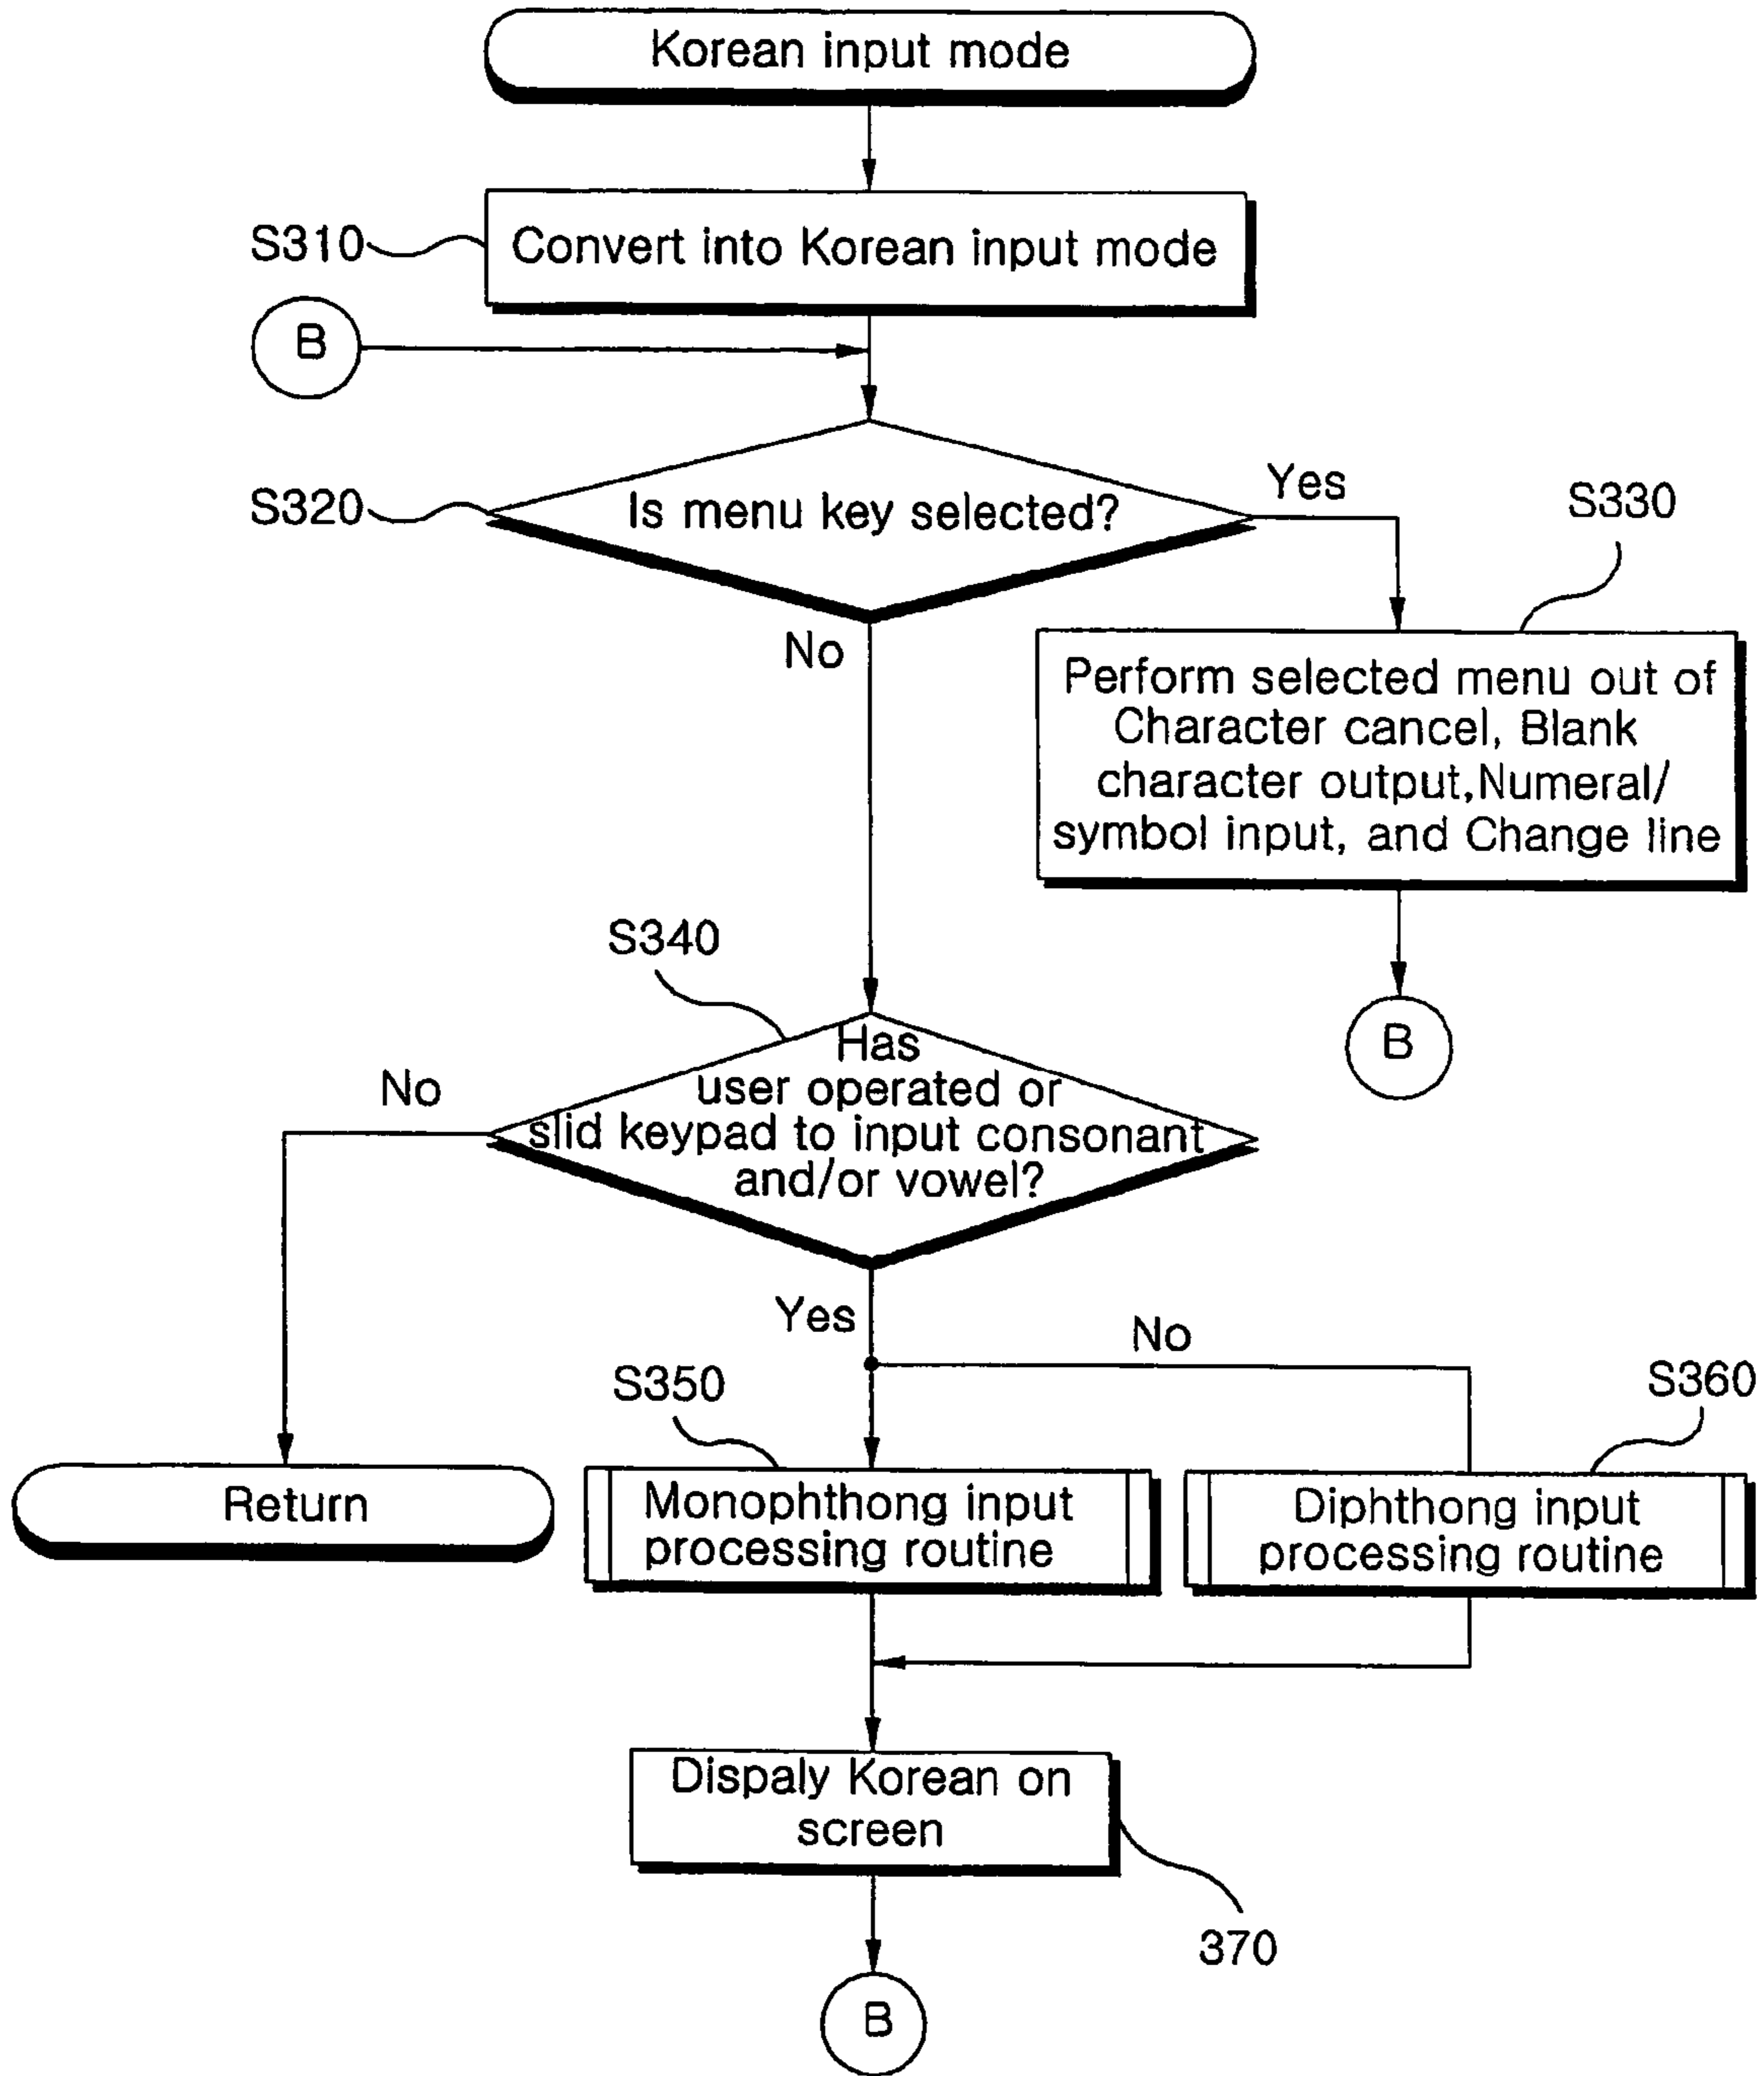 Korean input mode
S310
Convert into Korean input mode
B
S320
Is menu key selected?
Yes
S330
No
Perform selected menu out of
Character cancel, Blank
character output,Numeral/
symbol input, and Change line
B
S340
Has
user operated or
slid keypad to input consonant
and/or vowel?
No
Yes
No
S350
S360
Return
Monophthong input
processing routine
Diphthong input
processing routine
Dispaly Korean on
screen
370
B